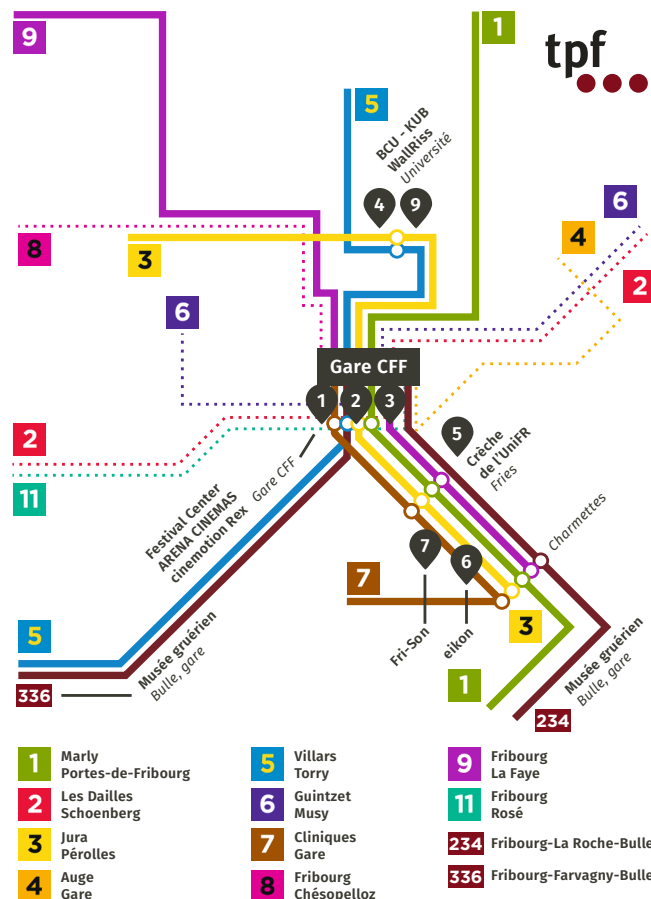 9
1
tpf
5
BCU - KUB
WallRiss
Université
4
9
6
4
8
3
2
6
Gare CFF
1
2
3
5
Crèche
de l'UniFR
Fries
2
11
Gare CFF
Festival Center
ARENA CINEMAS
cinemotion Rex
Charmettes
7
6
7
3
Fri-Son
eikon
5
336
Musée gruérien
Bulle, gare
1
234
Musée gruérien
Bulle, gare
1 Marly
Portes-de-Fribourg
2 Les Dailles
Schoenberg
3 Jura
Pérolles
4 Auge
Gare
5 Villars
Torry
6 Guintzet
Musy
7 Cliniques
Gare
8 Fribourg
Chésopelloz
9 Fribourg
La Faye
11 Fribourg
Rosé
234 Fribourg-La Roche-Bulle
336 Fribourg-Farvagny-Bulle